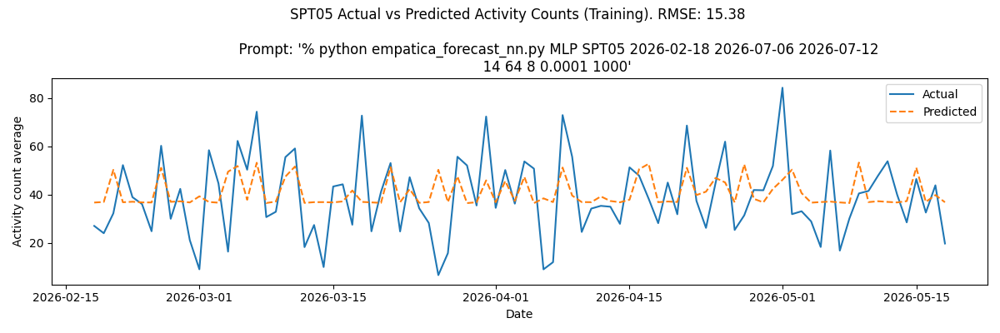 SPT05 Actual vs Predicted Activity Counts (Training). RMSE: 15.38
Prompt: '% python empatica_forecast_nn.py MLP SPT05 2026-02-18 2026-07-06 2026-07-12
14 64 8 0.0001 1000'
Activity count average
80
60
40
20
Actual
Predicted
2026-02-15 2026-03-01 2026-03-15 2026-04-01 2026-04-15 2026-05-01 2026-05-15
Date